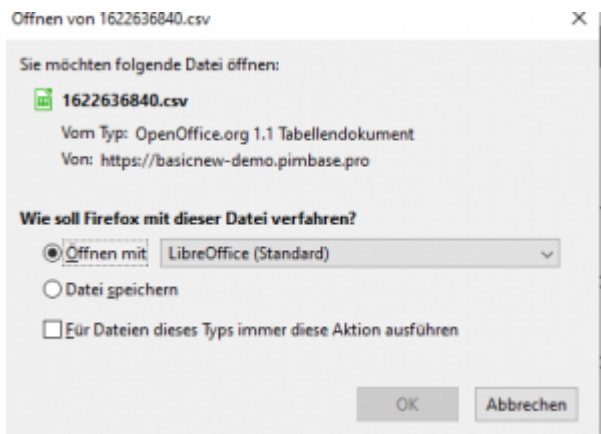 Öffnen von 1622636840.csv
Sie möchten folgende Datei öffnen:
1622636840.csv
Vom Typ: OpenOffice.org 1.1 Tabellendokument
Von: https://basicnew-demo.pimbase.pro
Wie soll Firefox mit dieser Datei verfahren?
Öffnen mit LibreOffice (Standard)
Datei speichern
Für Dateien dieses Typs immer diese Aktion ausführen
OK Abbrechen